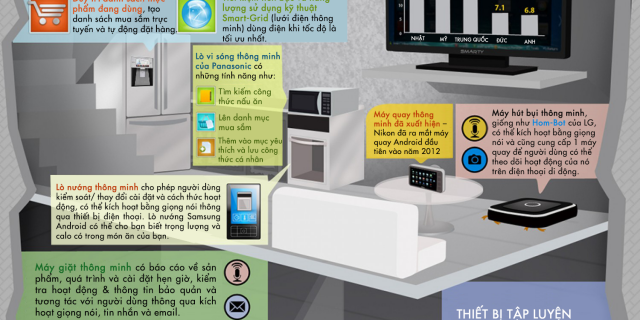 phẩm đang dùng, tạo
danh sách mua sắm trực
tuyến và tự động đặt hàng.
lượng sử dụng kỹ thuật
Smart-Grid (lưới điện thông
minh) dùng điện khi tốc độ là
tối ưu nhất.
7.1
6.8
NHẬT
MỸ
TRUNG QUỐC
ĐỨC
ANH
SMARTV
Lò vi sóng thông minh
của Panasonic có
những tính năng như:
Tìm kiếm công
thức nấu ăn
Lên danh mục
mua sắm
Thêm vào mục yêu
thích và lưu công
thức cá nhân
Máy quay thông
minh đã xuất hiện –
Nikon đã ra mắt máy
quay Android đầu
tiên vào năm 2012
Máy hút bụi thông minh,
giống như Hom-Bot của LG,
có thể kích hoạt bằng giọng
nói và cũng cung cấp 1 máy
quay để người dùng có thể
theo dõi hoạt động của nó
trên điện thoại di động.
Lò nướng thông minh cho phép người dùng
kiểm soát/ thay đổi cài đặt và cách thức hoạt
động, có thể kích hoạt bằng giọng nói thông
qua thiết bị điện thoại. Lò nướng Samsung
Android có thể cho bạn biết trọng lượng và
calo có trong món ăn của bạn.
Máy giặt thông minh có báo cáo về sản
phẩm, quá trình và cài đặt hẹn giờ, kiểm
tra hoạt động & thông tin bảo quản và
tương tác với người dùng thông qua kích
hoạt giọng nói, tin nhắn và email.
THIẾT BỊ TẬP LUYỆN